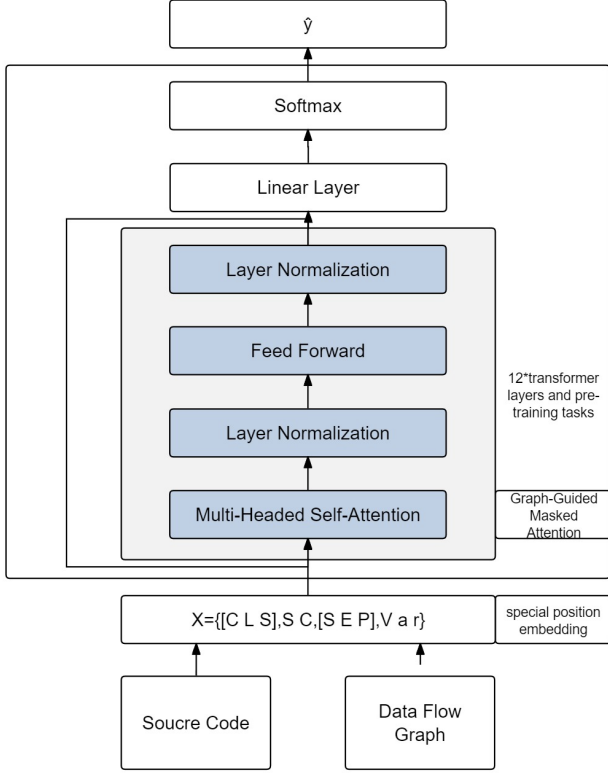 ŷ
Softmax
Linear Layer
Layer Normalization
Feed Forward
12*transformer
layers and pre-
training tasks
Layer Normalization
Multi-Headed Self-Attention
Graph-Guided
Masked
Attention
X={[C L S],S C,[S E P],V a r}
special position
embedding
Soucre Code
Data Flow
Graph